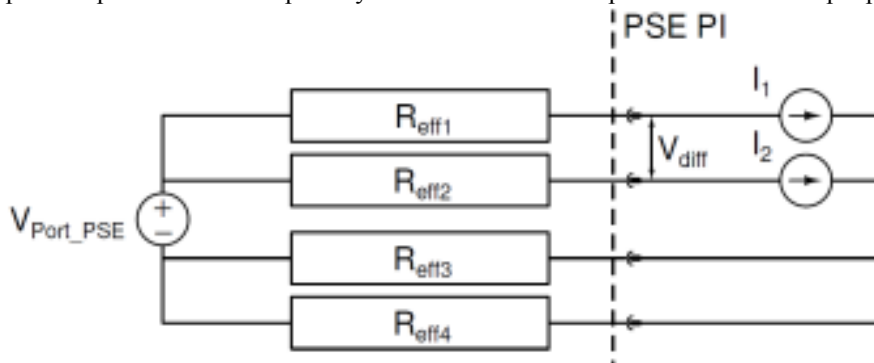 PSE PI
I1
Reff1
Vdiff
I2
Reff2
VPort_PSE
+
−
Reff3
Reff4